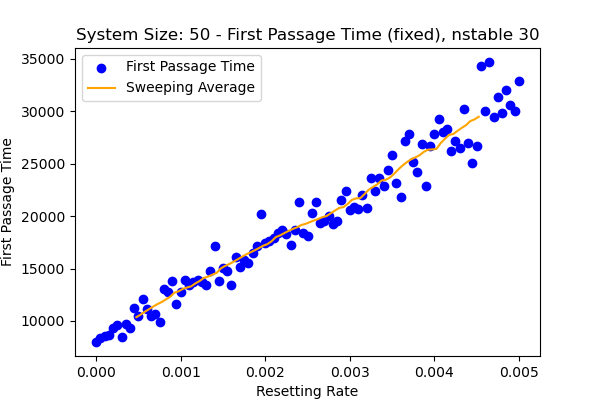 System Size: 50 - First Passage Time (fixed), nstable 30
First Passage Time
Sweeping Average
First Passage Time
35000
30000
25000
20000
15000
10000
0.000 0.001 0.002 0.003 0.004 0.005
Resetting Rate